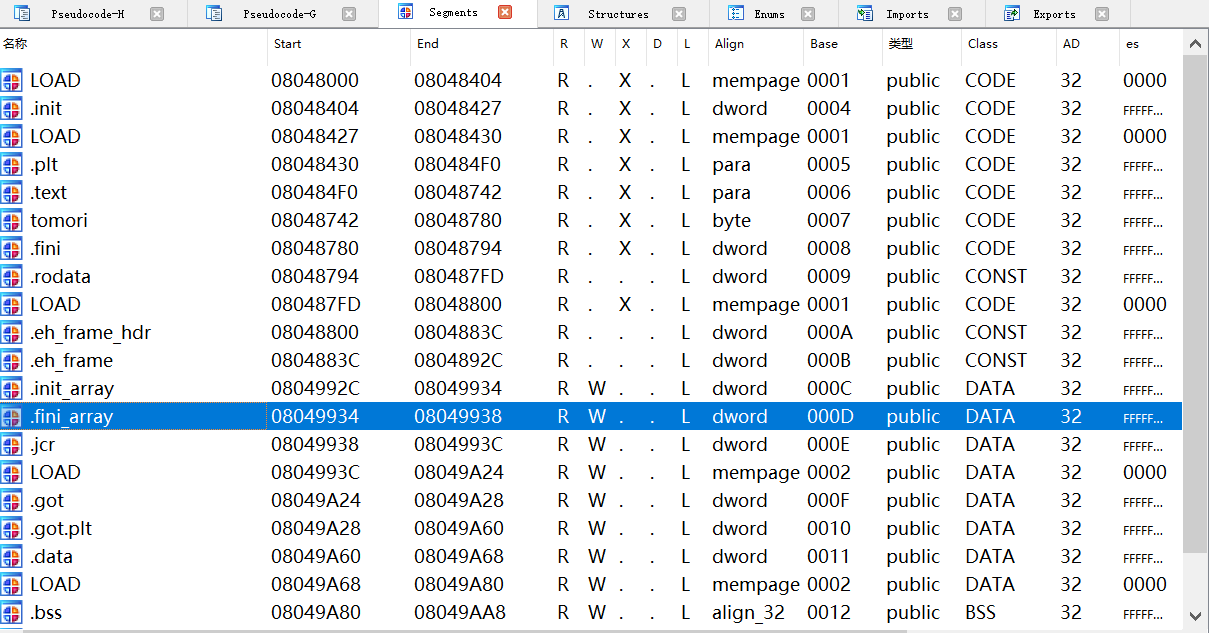 Pseudocode-H Pseudocode-G Segments Structures Enums Imports Exports
名称 Start End R W X D L Align Base 类型 Class AD es
LOAD 08048000 08048404 R . X . L mempage 0001 public CODE 32 0000
.init 08048404 08048427 R . X . L dword 0004 public CODE 32 FFFFF...
LOAD 08048427 08048430 R . X . L mempage 0001 public CODE 32 0000
.plt 08048430 080484F0 R . X . L para 0005 public CODE 32 FFFFF...
.text 080484F0 08048742 R . X . L para 0006 public CODE 32 FFFFF...
tomori 08048742 08048780 R . X . L byte 0007 public CODE 32 FFFFF...
.fini 08048780 08048794 R . X . L dword 0008 public CODE 32 FFFFF...
.rodata 08048794 080487FD R . . . L dword 0009 public CONST 32 FFFFF...
LOAD 080487FD 08048800 R . X . L mempage 0001 public CODE 32 0000
.eh_frame_hdr 08048800 0804883C R . . . L dword 000A public CONST 32 FFFFF...
.eh_frame 0804883C 0804892C R . . . L dword 000B public CONST 32 FFFFF...
.init_array 0804992C 08049934 R W . . L dword 000C public DATA 32 FFFFF...
.fini_array 08049934 08049938 R W . . L dword 000D public DATA 32 FFFFF...
.jcr 08049938 0804993C R W . . L dword 000E public DATA 32 FFFFF...
LOAD 0804993C 08049A24 R W . . L mempage 0002 public DATA 32 0000
.got 08049A24 08049A28 R W . . L dword 000F public DATA 32 FFFFF...
.got.plt 08049A28 08049A60 R W . . L dword 0010 public DATA 32 FFFFF...
.data 08049A60 08049A68 R W . . L dword 0011 public DATA 32 FFFFF...
LOAD 08049A68 08049A80 R W . . L mempage 0002 public DATA 32 0000
.bss 08049A80 08049AA8 R W . . L align_32 0012 public BSS 32 FFFFF...